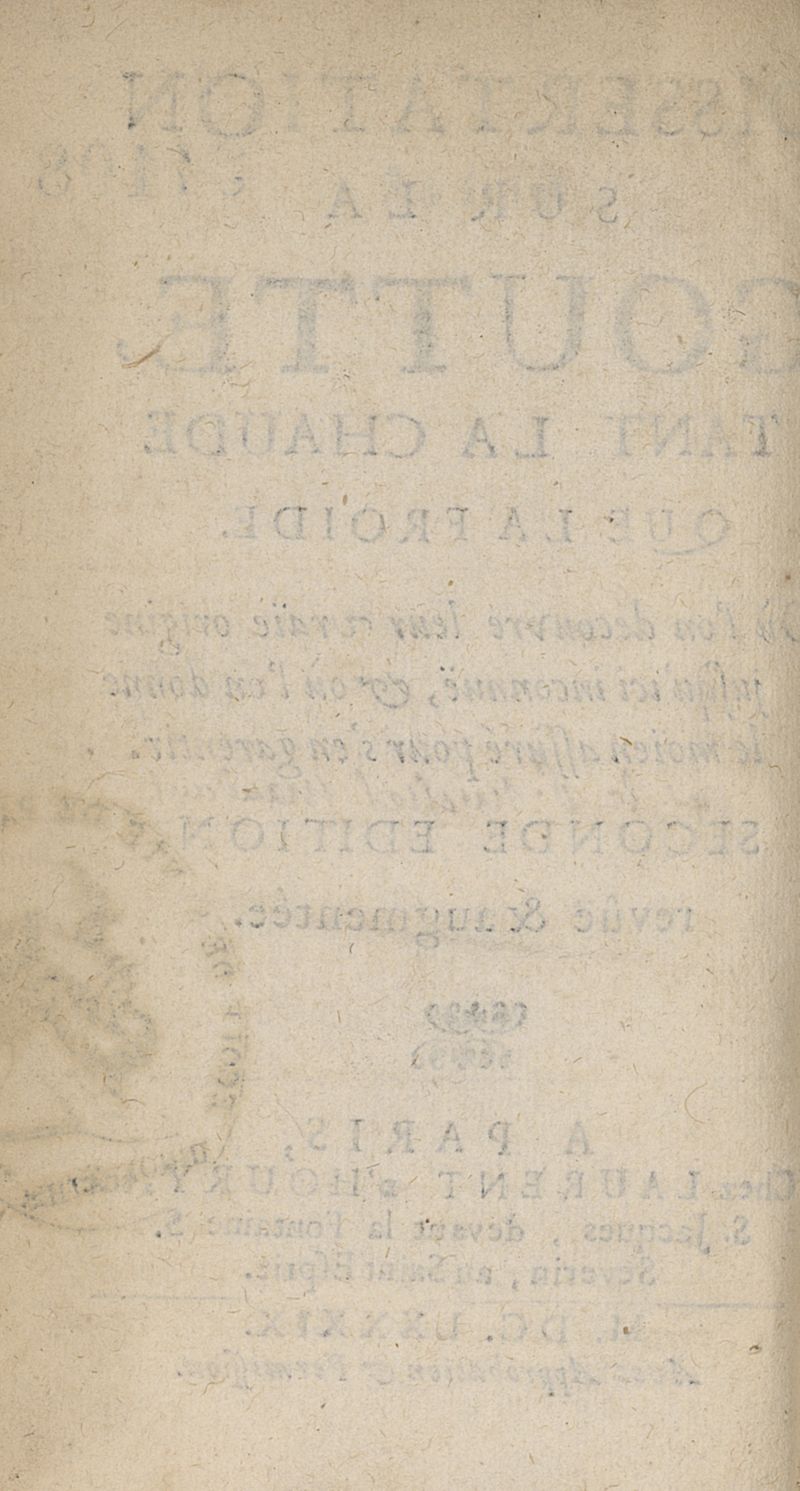 DISSERTATION
SUR LA
GOUTTE,
TANT LA CHAUDE
QUE LA FROIDE.
Où l'on découvre leur vraie origine
jusqu'ici inconnuë, & où l'on donne
le moïen assuré pour s'en garentir.
SECONDE EDITION,
revûë & augmentée.
A PARIS,
Chez LAURENT D'HOURY,
S. Jacques, devant la Fontaine S.
Severin, au Saint Esprit.
M. DC. LXXXIX.
Avec Approbation & Permission.